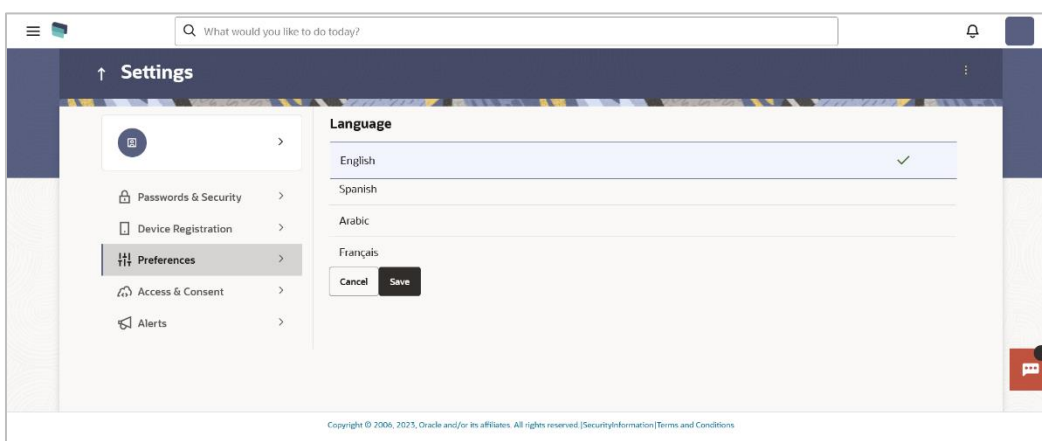 What would you like to do today?
Settings
Language
English
Spanish
Arabic
Français
Cancel Save
Passwords & Security
Device Registration
Preferences
Access & Consent
Alerts
Copyright © 2006, 2023, Oracle and/or its affiliates. All rights reserved.|SecurityInformation|Terms and Conditions